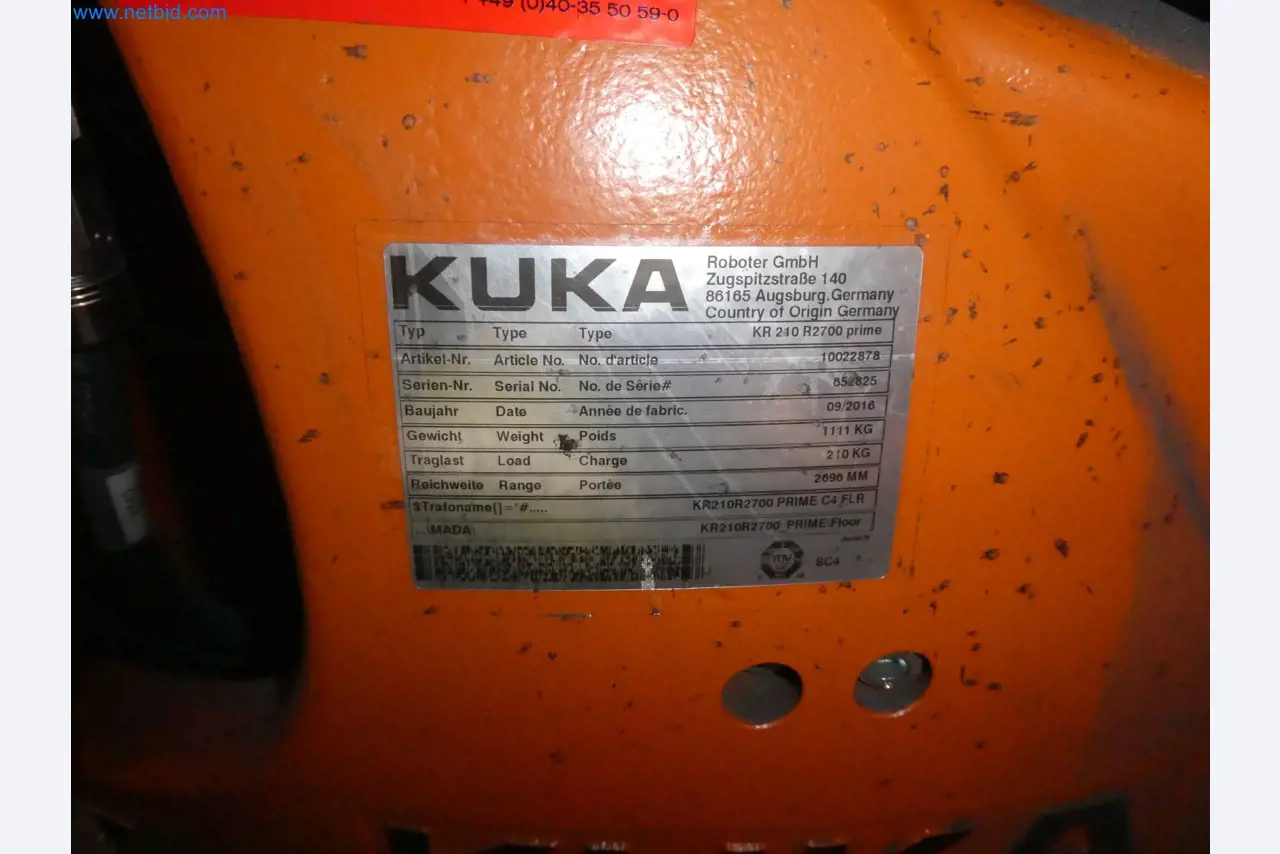 www.netbid.com
+49 (0)40-35 50 59-0
KUKA
Roboter GmbH
Zugspitzstraße 140
86165 Augsburg.Germany
Country of Origin Germany
Typ Type Type KR 210 R2700 prime
Artikel-Nr. Article No. No. d'article 10022878
Serien-Nr. Serial No. No. de Série# 652825
Baujahr Date Année de fabric. 09/2016
Gewicht Weight Poids 1111 KG
Traglast Load Charge 210 KG
Reichweite Range Portée 2696 MM
$Trafoname[] ="#..... KR210R2700 PRIME C4 FLR
...\MADA\ KR210R2700_PRIME\Floor
TÜV
SC4
KUKA